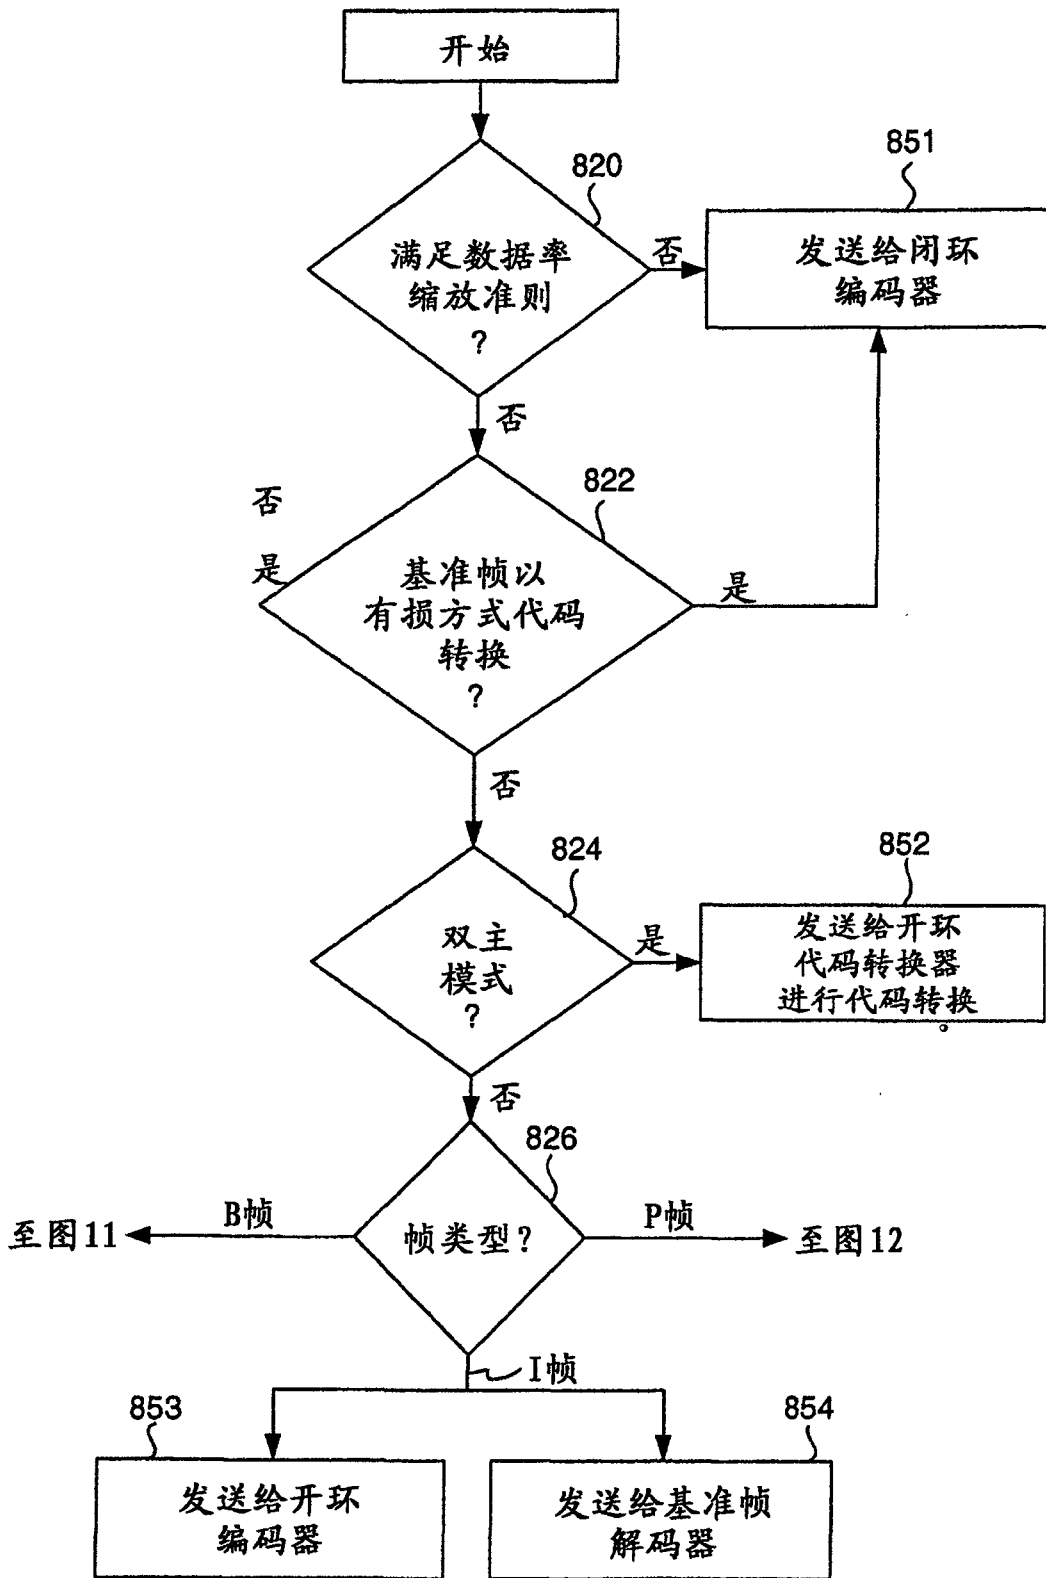 开始
820
满足数据率
缩放准则
?
否
851
发送给闭环
编码器
否
822
否
是
基准帧以
有损方式代码
转换
?
是
否
824
双主
模式
?
是
852
发送给开环
代码转换器
进行代码转换
。
否
826
帧类型?
B帧
至图11
P帧
至图12
I帧
853
发送给开环
编码器
854
发送给基准帧
解码器